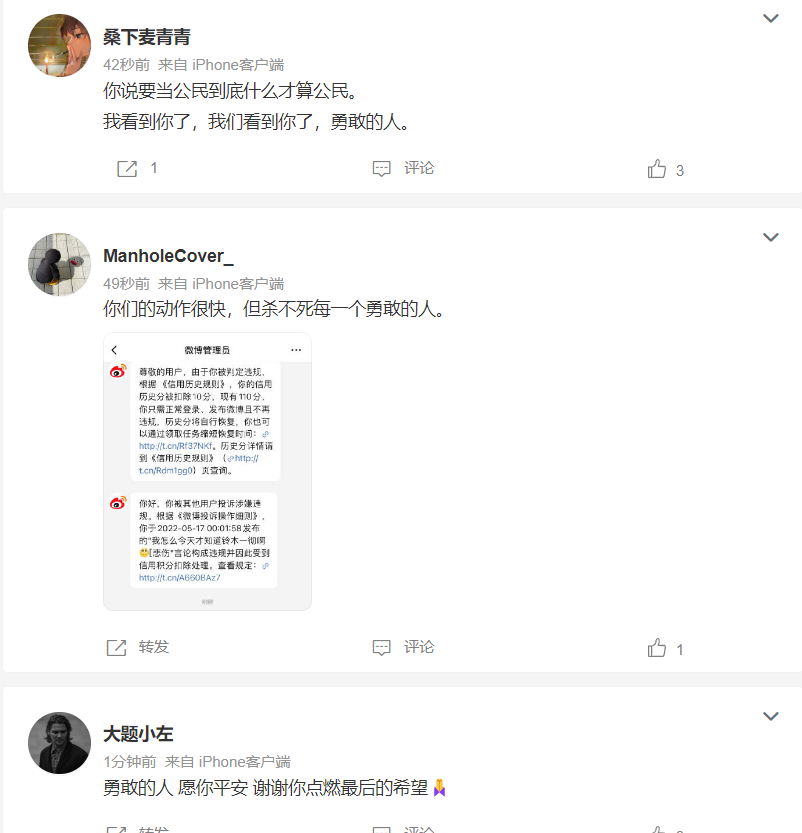 桑下麦青青
42秒前 来自 iPhone客户端
你说要当公民到底什么才算公民。
我看到你了，我们看到你了，勇敢的人。
1
评论
3
ManholeCover_
49秒前 来自 iPhone客户端
你们的动作很快，但杀不死每一个勇敢的人。
微博管理员
尊敬的用户，由于你被判定违规，
根据《信用历史规则》，你的信用
历史分被扣除10分，现有110分，
你只需正常登录、发布微博且不再
违规，历史分将自行恢复，你也可
以通过领取任务缩短恢复时间：
http://t.cn/Rf37NKf。历史分详情请
到《信用历史规则》（http://
t.cn/Rdm1gg0）页查询。
你好，你被其他用户投诉涉嫌违
规，根据《微博投诉操作细则》，
你于2022-05-17 00:01:58发布
的"我怎么今天才知道铃木一彻啊
[悲伤"言论构成违规并因此受到
信用积分扣除处理。查看规定：
http://t.cn/A660BAz7
转发
评论
1
大题小左
1分钟前 来自 iPhone客户端
勇敢的人 愿你平安 谢谢你点燃最后的希望
转发
评论